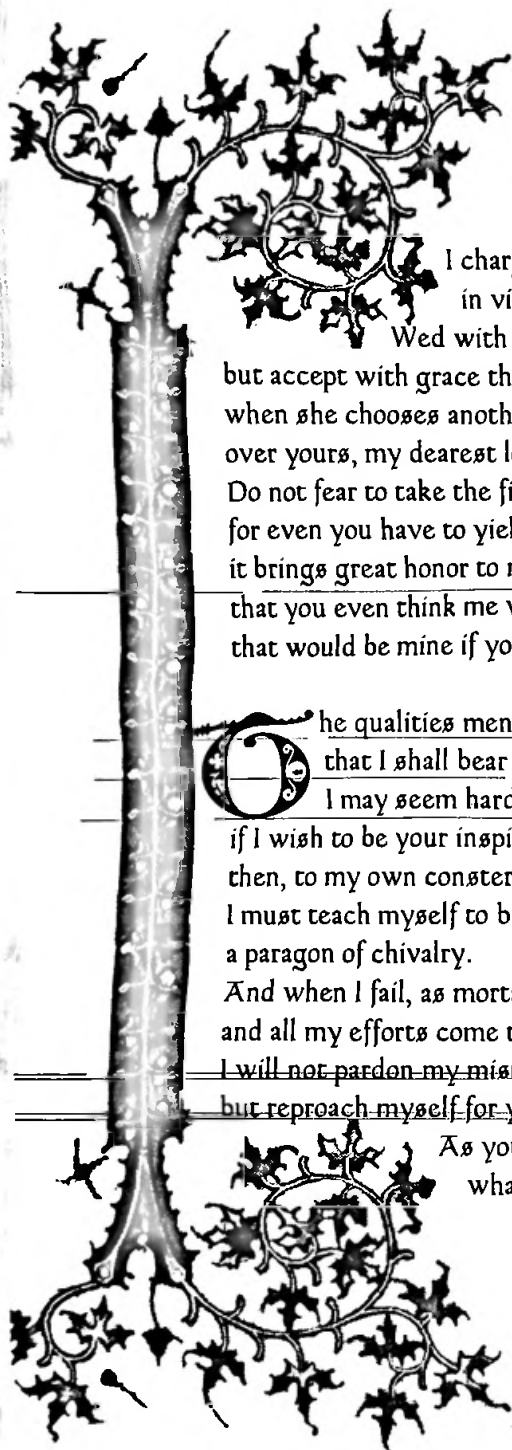 I char
in vi
Wed with
but accept with grace th
when she chooses anoth
over yours, my dearest l
Do not fear to take the fi
for even you have to yiel
it brings great honor to
that you even think me
that would be mine if yo
The qualities men
that I shall bear
I may seem hard
if I wish to be your inspi
then, to my own conster
I must teach myself to b
a paragon of chivalry.
And when I fail, as mort
and all my efforts come t
I will not pardon my mis
but reproach myself for y
As you
wha